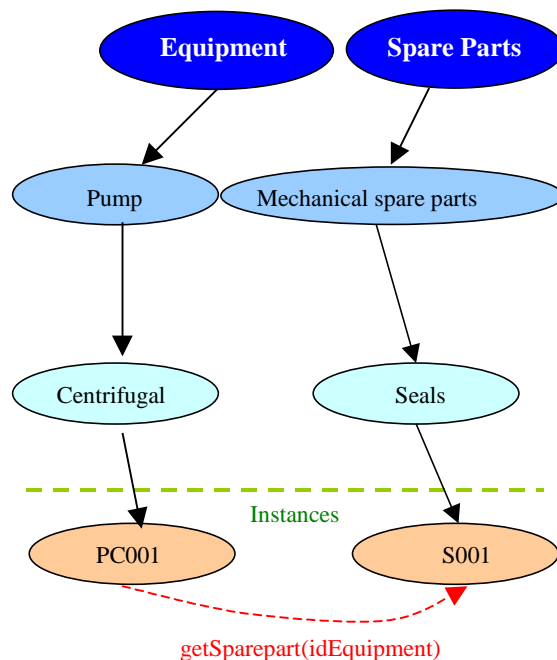 Equipment
Spare Parts
Pump
Mechanical spare parts
Centrifugal
Seals
Instances
PC001
S001
getSparepart(idEquipment)